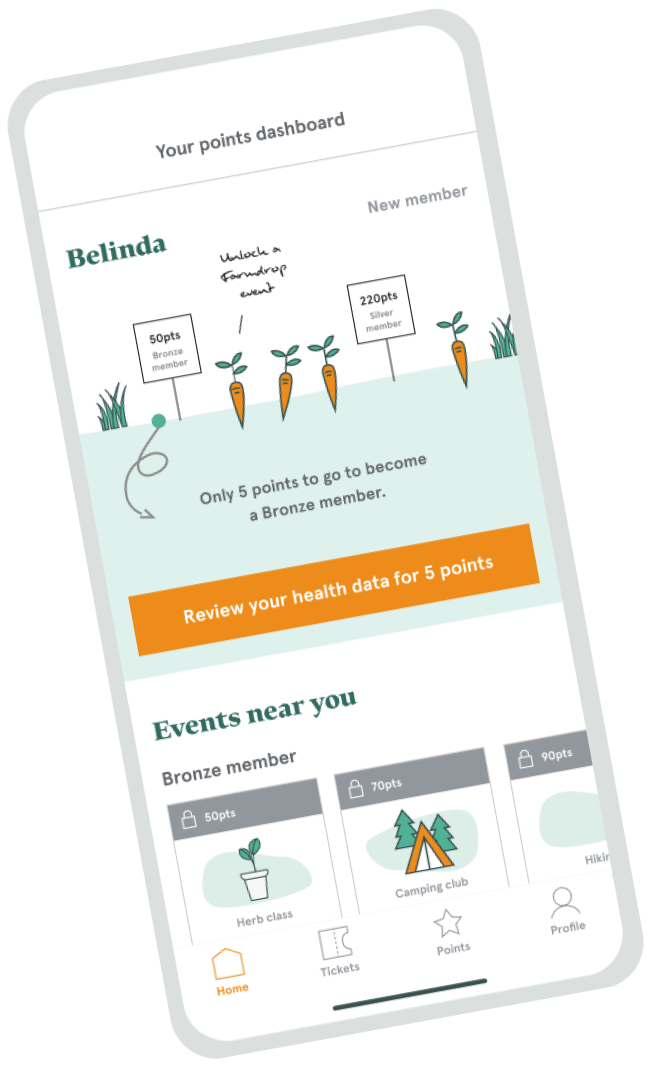 Your points dashboard
New member
Belinda
Unlock a
Farmdrop
event
50pts
Bronze
member
220pts
Silver
member
Only 5 points to go to become
a Bronze member.
Review your health data for 5 points
Events near you
Bronze member
50pts
70pts
90pts
Herb class
Camping club
Hikin
Home
Tickets
Points
Profile